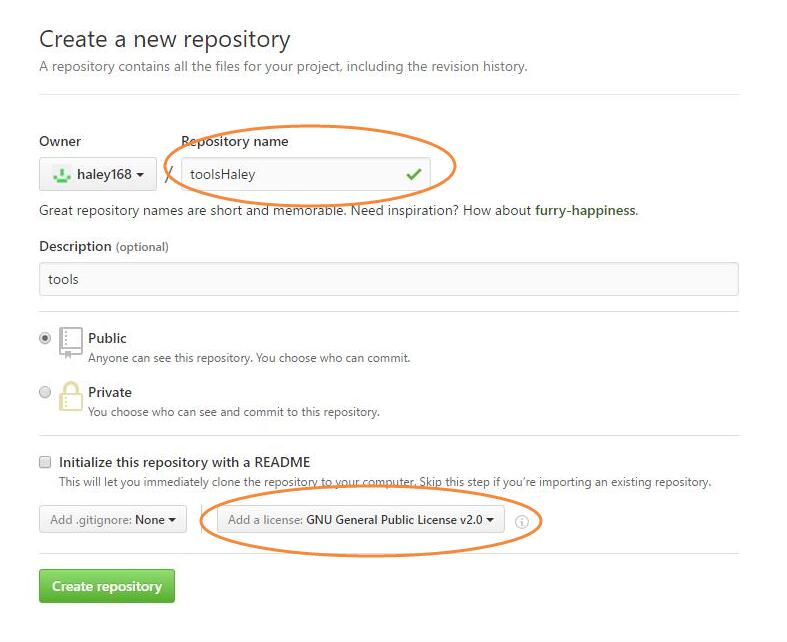 Create a new repository
A repository contains all the files for your project, including the revision history.
Owner
Repository name
haley168 / toolsHaley
Great repository names are short and memorable. Need inspiration? How about furry-happiness.
Description (optional)
tools
Public
Anyone can see this repository. You choose who can commit.
Private
You choose who can see and commit to this repository.
Initialize this repository with a README
This will let you immediately clone the repository to your computer. Skip this step if you're importing an existing repository.
Add .gitignore: None
Add a license: GNU General Public License v2.0
Create repository